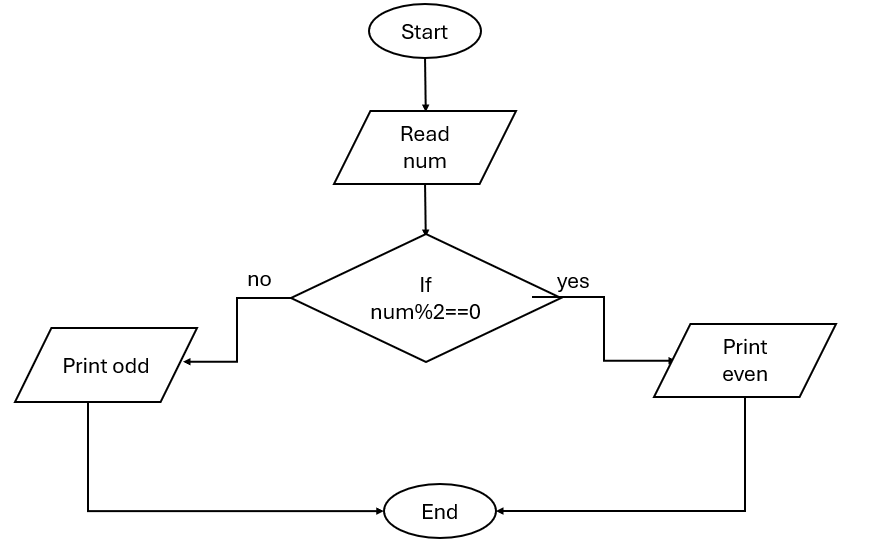 Start
Read
num
If
num%2==0
no
yes
Print odd
Print
even
End